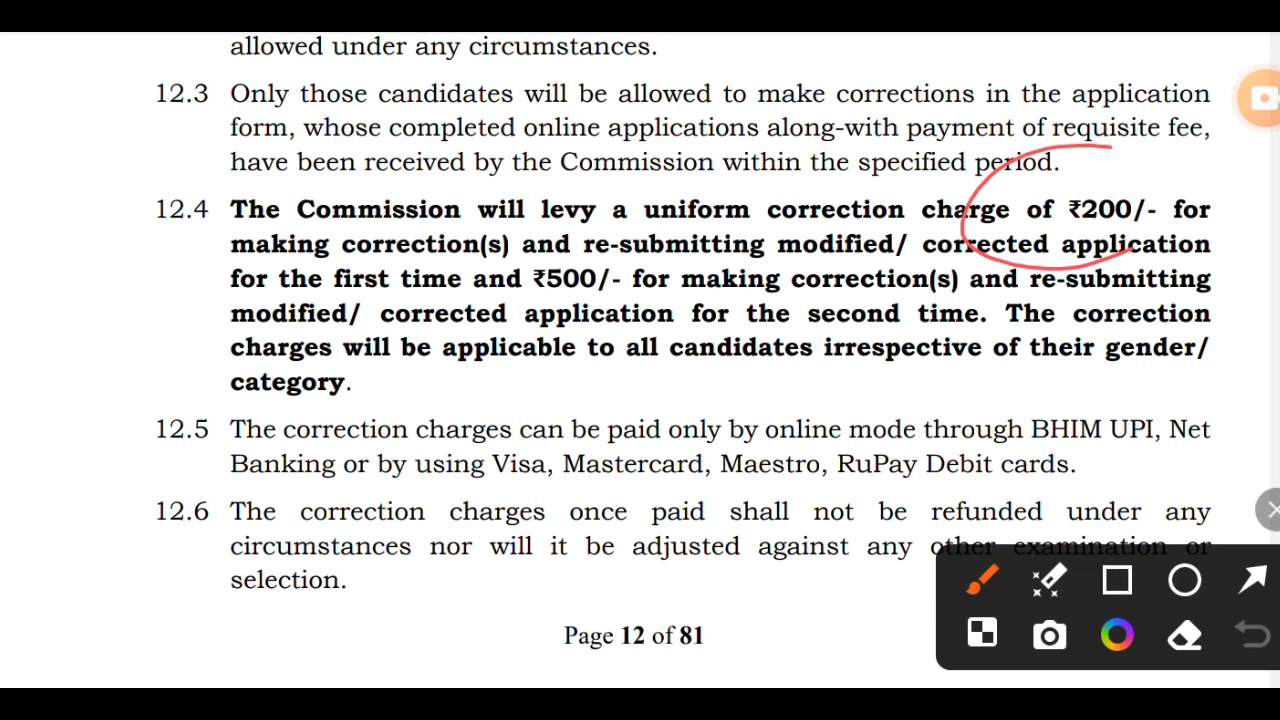 allowed under any circumstances.
12.3 Only those candidates will be allowed to make corrections in the application
form, whose completed online applications along-with payment of requisite fee,
have been received by the Commission within the specified period.
12.4 The Commission will levy a uniform correction charge of ₹200/- for
making correction(s) and re-submitting modified/ corrected application
for the first time and ₹500/- for making correction(s) and re-submitting
modified/ corrected application for the second time. The correction
charges will be applicable to all candidates irrespective of their gender/
category.
12.5 The correction charges can be paid only by online mode through BHIM UPI, Net
Banking or by using Visa, Mastercard, Maestro, RuPay Debit cards.
12.6 The correction charges once paid shall not be refunded under any
circumstances nor will it be adjusted against any other examination or
selection.
Page 12 of 81